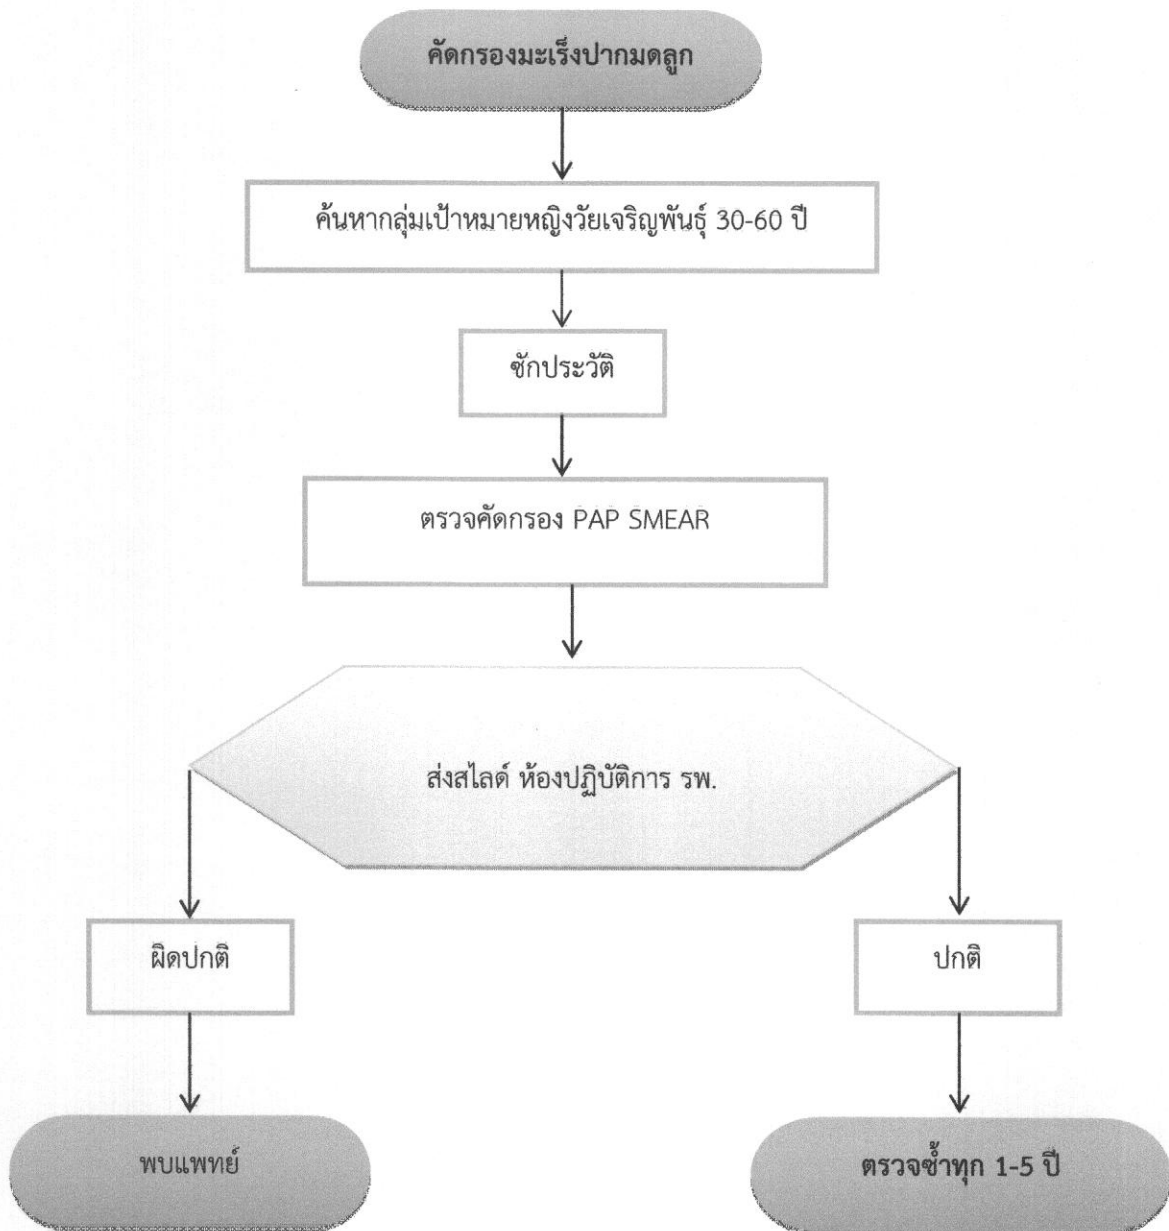 คัดกรองมะเร็งปากมดลูก
ค้นหากลุ่มเป้าหมายหญิงวัยเจริญพันธุ์ 30-60 ปี
ซักประวัติ
ตรวจคัดกรอง PAP SMEAR
ส่งสไลด์ ห้องปฏิบัติการ รพ.
ผิดปกติ
ปกติ
พบแพทย์
ตรวจซ้ำทุก 1-5 ปี